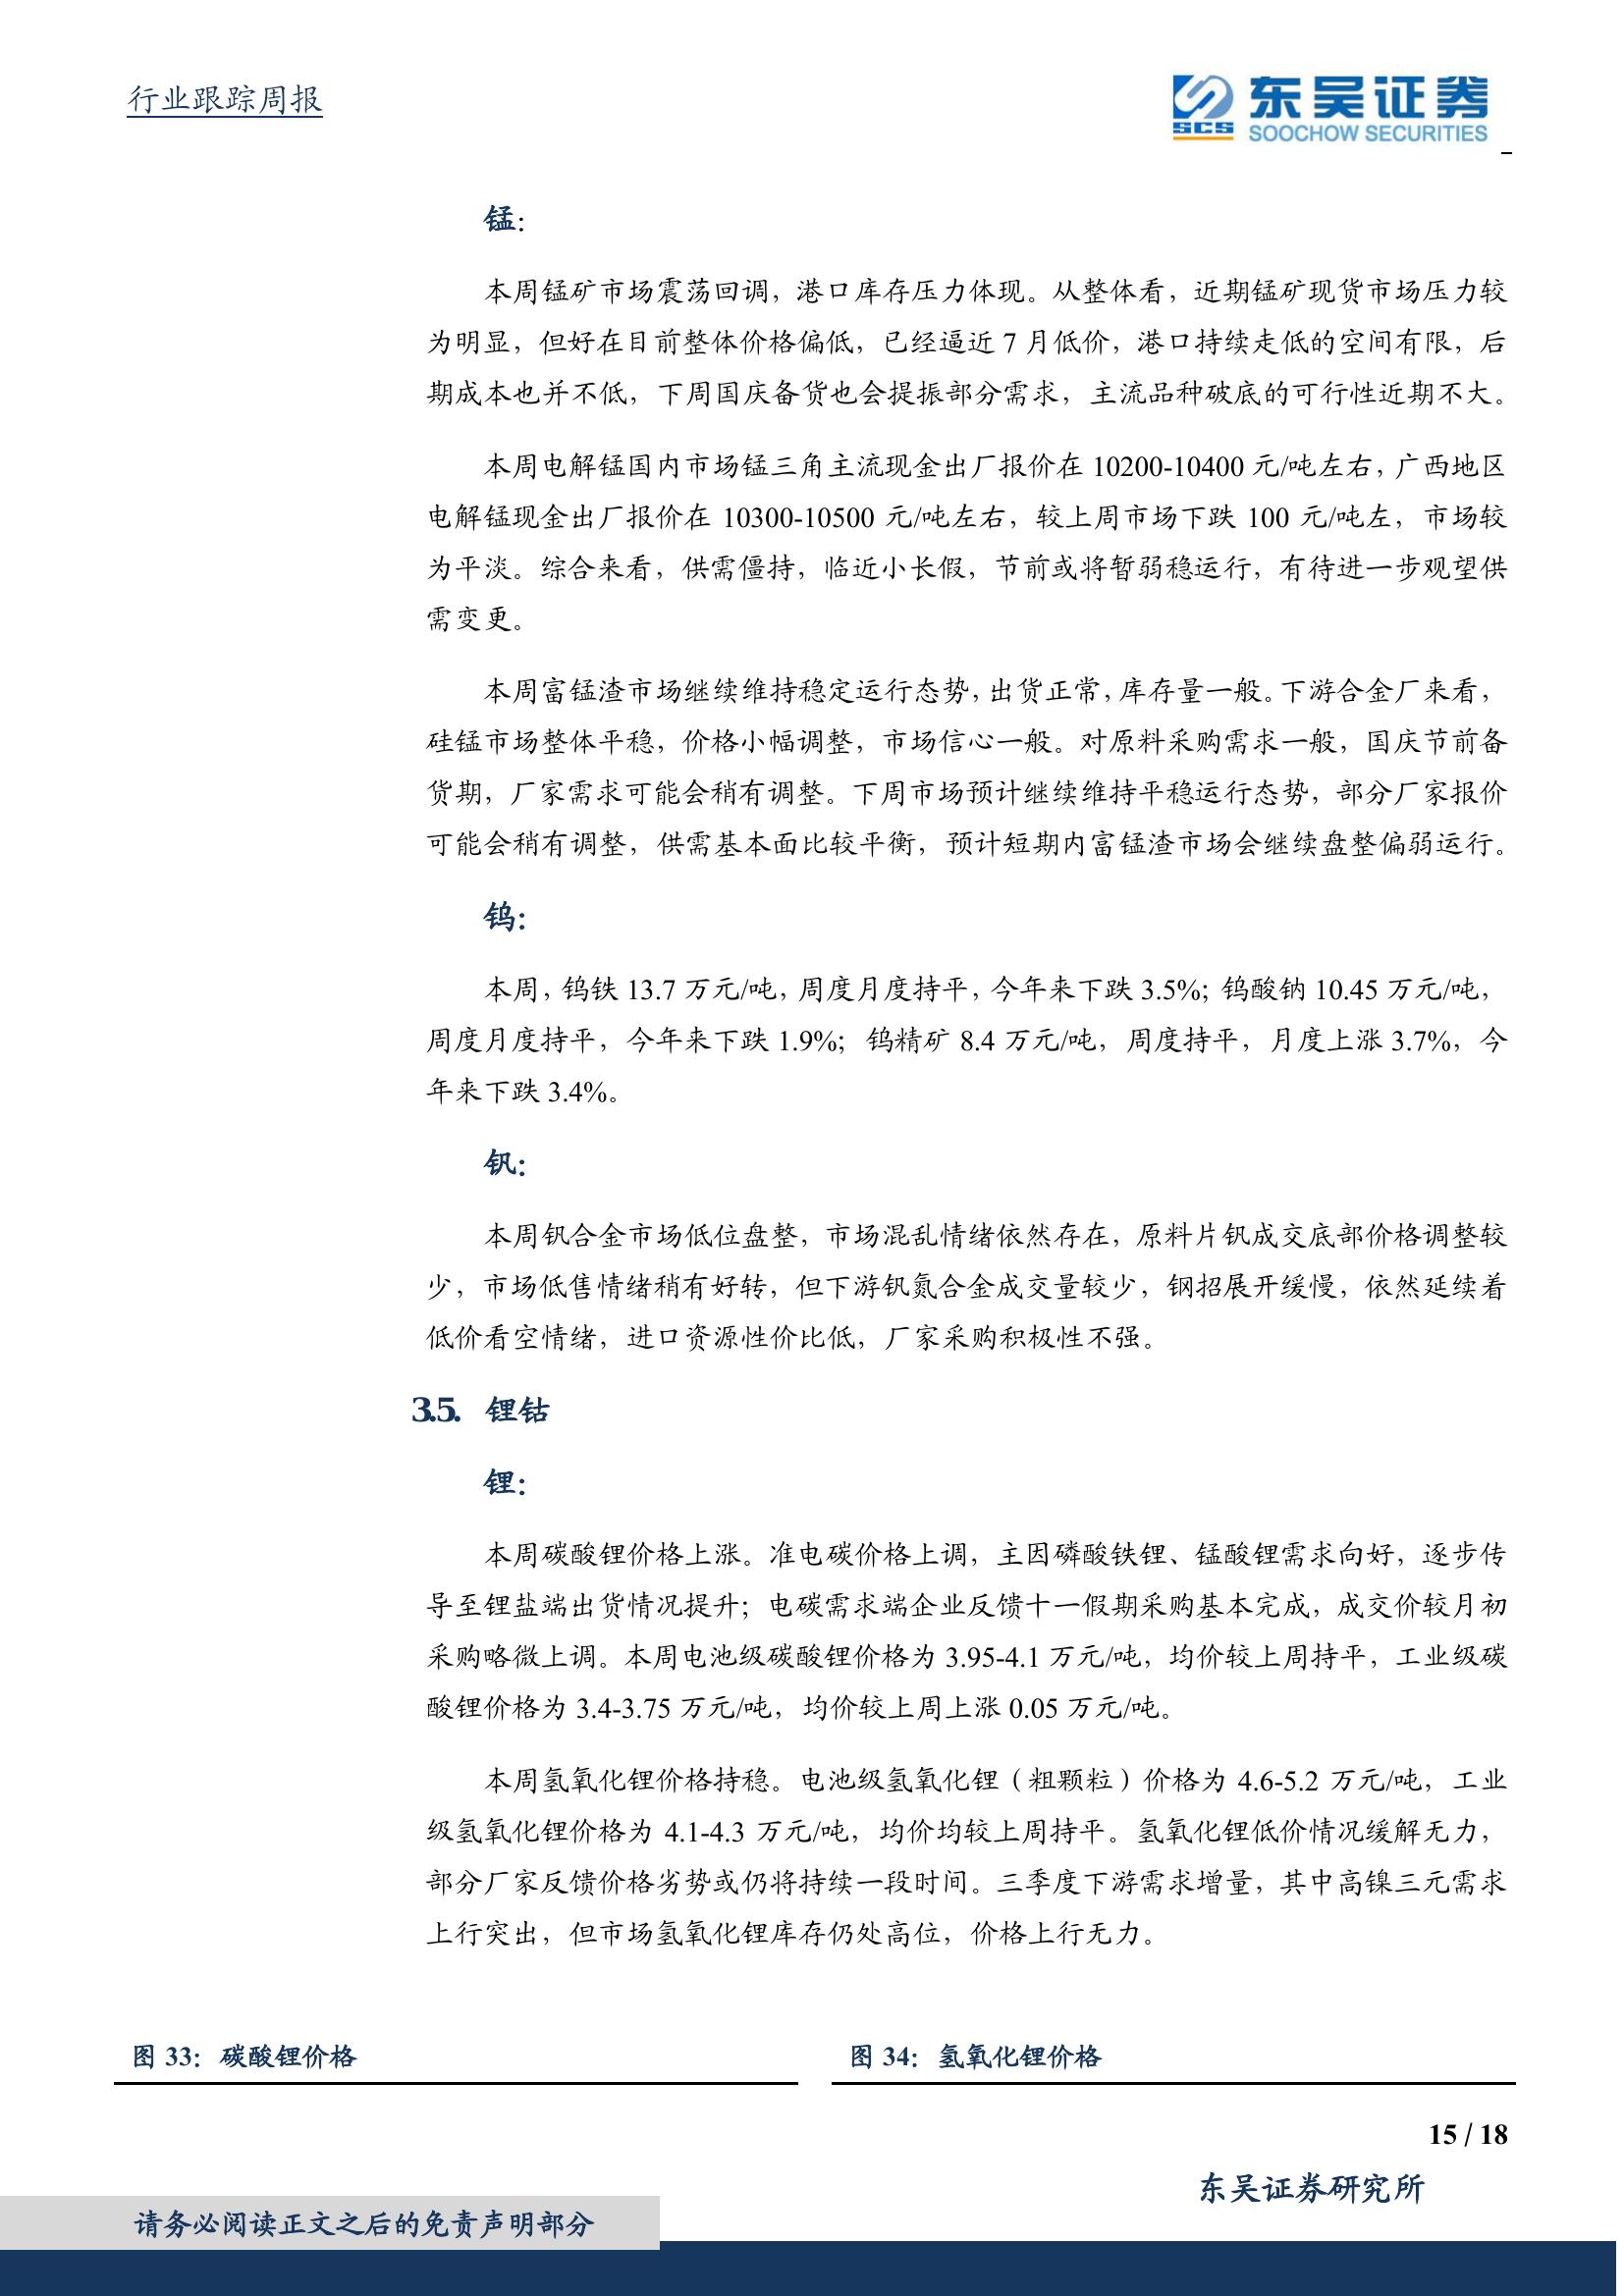 行业跟踪周报
东吴证券
SCS
SOOCHOW SECURITIES
锰：
本周锰矿市场震荡回调，港口库存压力体现。从整体看，近期锰矿现货市场压力较
为明显，但好在目前整体价格偏低，已经逼近 7 月低价，港口持续走低的空间有限，后
期成本也并不低，下周国庆备货也会提振部分需求，主流品种破底的可行性近期不大。
本周电解锰国内市场锰三角主流现金出厂报价在 10200-10400 元/吨左右，广西地区
电解锰现金出厂报价在 10300-10500 元/吨左右，较上周市场下跌 100 元/吨左，市场较
为平淡。综合来看，供需僵持，临近小长假，节前或将暂弱稳运行，有待进一步观望供
需变更。
本周富锰渣市场继续维持稳定运行态势，出货正常，库存量一般。下游合金厂来看，
硅锰市场整体平稳，价格小幅调整，市场信心一般。对原料采购需求一般，国庆节前备
货期，厂家需求可能会稍有调整。下周市场预计继续维持平稳运行态势，部分厂家报价
可能会稍有调整，供需基本面比较平衡，预计短期内富锰渣市场会继续盘整偏弱运行。
钨：
本周，钨铁 13.7 万元/吨，周度月度持平，今年来下跌 3.5%；钨酸钠 10.45 万元/吨，
周度月度持平，今年来下跌 1.9%；钨精矿 8.4 万元/吨，周度持平，月度上涨 3.7%，今
年来下跌 3.4%。
钒：
本周钒合金市场低位盘整，市场混乱情绪依然存在，原料片钒成交底部价格调整较
少，市场低售情绪稍有好转，但下游钒氮合金成交量较少，钢招展开缓慢，依然延续着
低价看空情绪，进口资源性价比低，厂家采购积极性不强。
3.5. 锂钴
锂：
本周碳酸锂价格上涨。准电碳价格上调，主因磷酸铁锂、锰酸锂需求向好，逐步传
导至锂盐端出货情况提升；电碳需求端企业反馈十一假期采购基本完成，成交价较月初
采购略微上调。本周电池级碳酸锂价格为 3.95-4.1 万元/吨，均价较上周持平，工业级碳
酸锂价格为 3.4-3.75 万元/吨，均价较上周上涨 0.05 万元/吨。
本周氢氧化锂价格持稳。电池级氢氧化锂（粗颗粒）价格为 4.6-5.2 万元/吨，工业
级氢氧化锂价格为 4.1-4.3 万元/吨，均价均较上周持平。氢氧化锂低价情况缓解无力，
部分厂家反馈价格劣势或仍将持续一段时间。三季度下游需求增量，其中高镍三元需求
上行突出，但市场氢氧化锂库存仍处高位，价格上行无力。
图 33：碳酸锂价格
图 34：氢氧化锂价格
15 / 18
东吴证券研究所
请务必阅读正文之后的免责声明部分